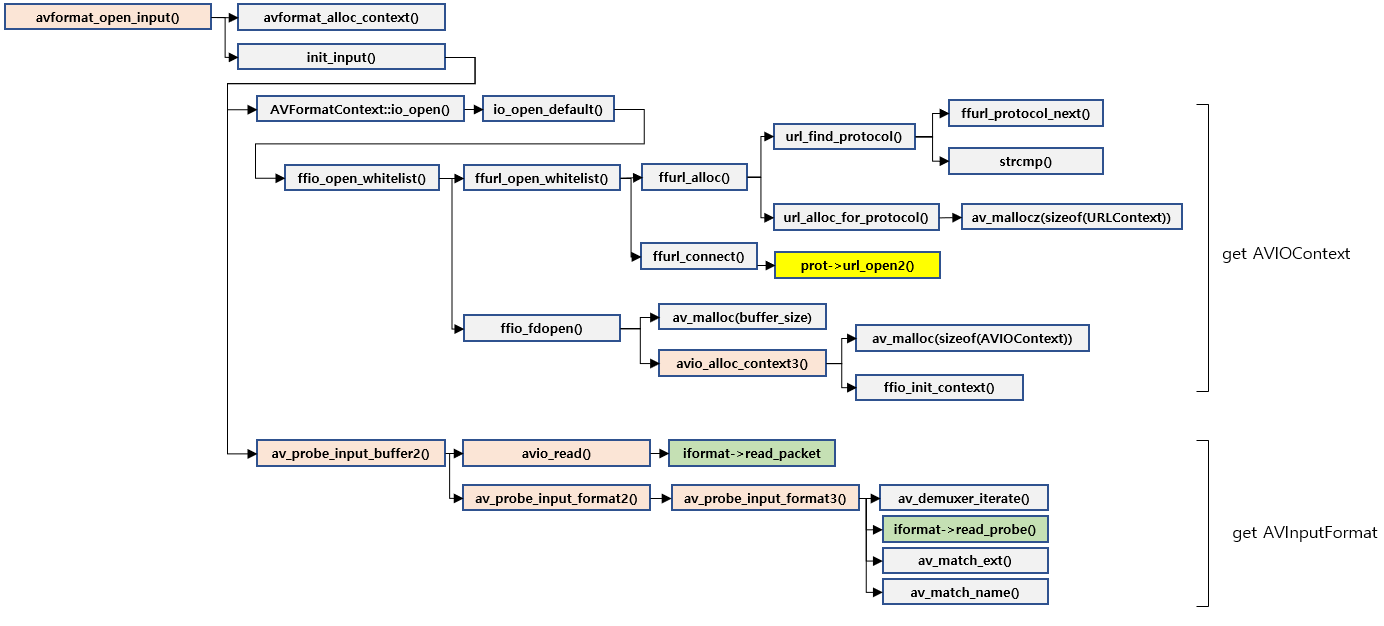 avformat_open_input()
avformat_alloc_context()
init_input()
AVFormatContext::io_open()
io_open_default()
ffurl_protocol_next()
url_find_protocol()
strcmp()
ffio_open_whitelist()
ffurl_open_whitelist()
ffurl_alloc()
url_alloc_for_protocol()
av_mallocz(sizeof(URLContext))
ffurl_connect()
prot->url_open2()
get AVIOContext
ffio_fdopen()
av_malloc(buffer_size)
av_malloc(sizeof(AVIOContext))
avio_alloc_context3()
ffio_init_context()
av_probe_input_buffer2()
avio_read()
iformat->read_packet
av_probe_input_format2()
av_probe_input_format3()
av_demuxer_iterate()
iformat->read_probe()
get AVInputFormat
av_match_ext()
av_match_name()